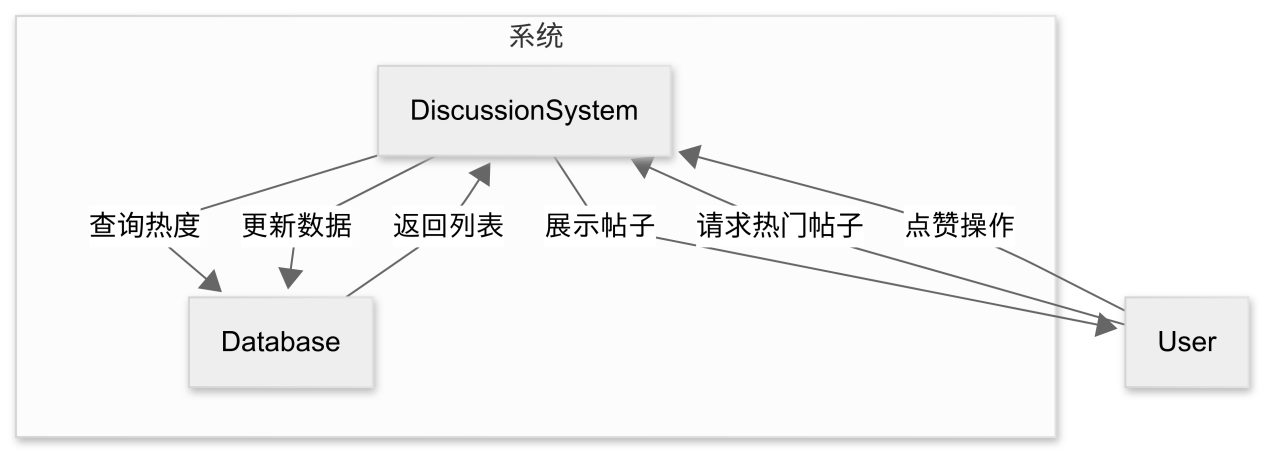 系统
DiscussionSystem
查询热度
更新数据
返回列表
展示帖子
请求热门帖子
点赞操作
Database
User